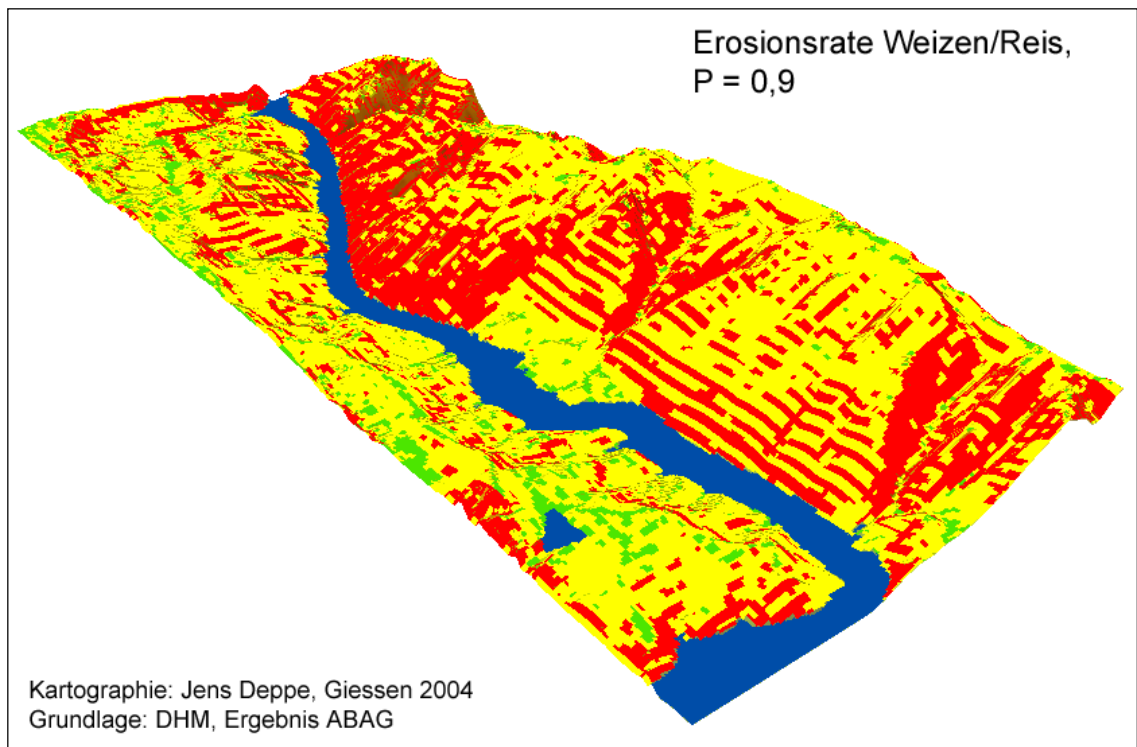 Erosionsrate Weizen/Reis,
P = 0,9
Kartographie: Jens Deppe, Giessen 2004
Grundlage: DHM, Ergebnis ABAG